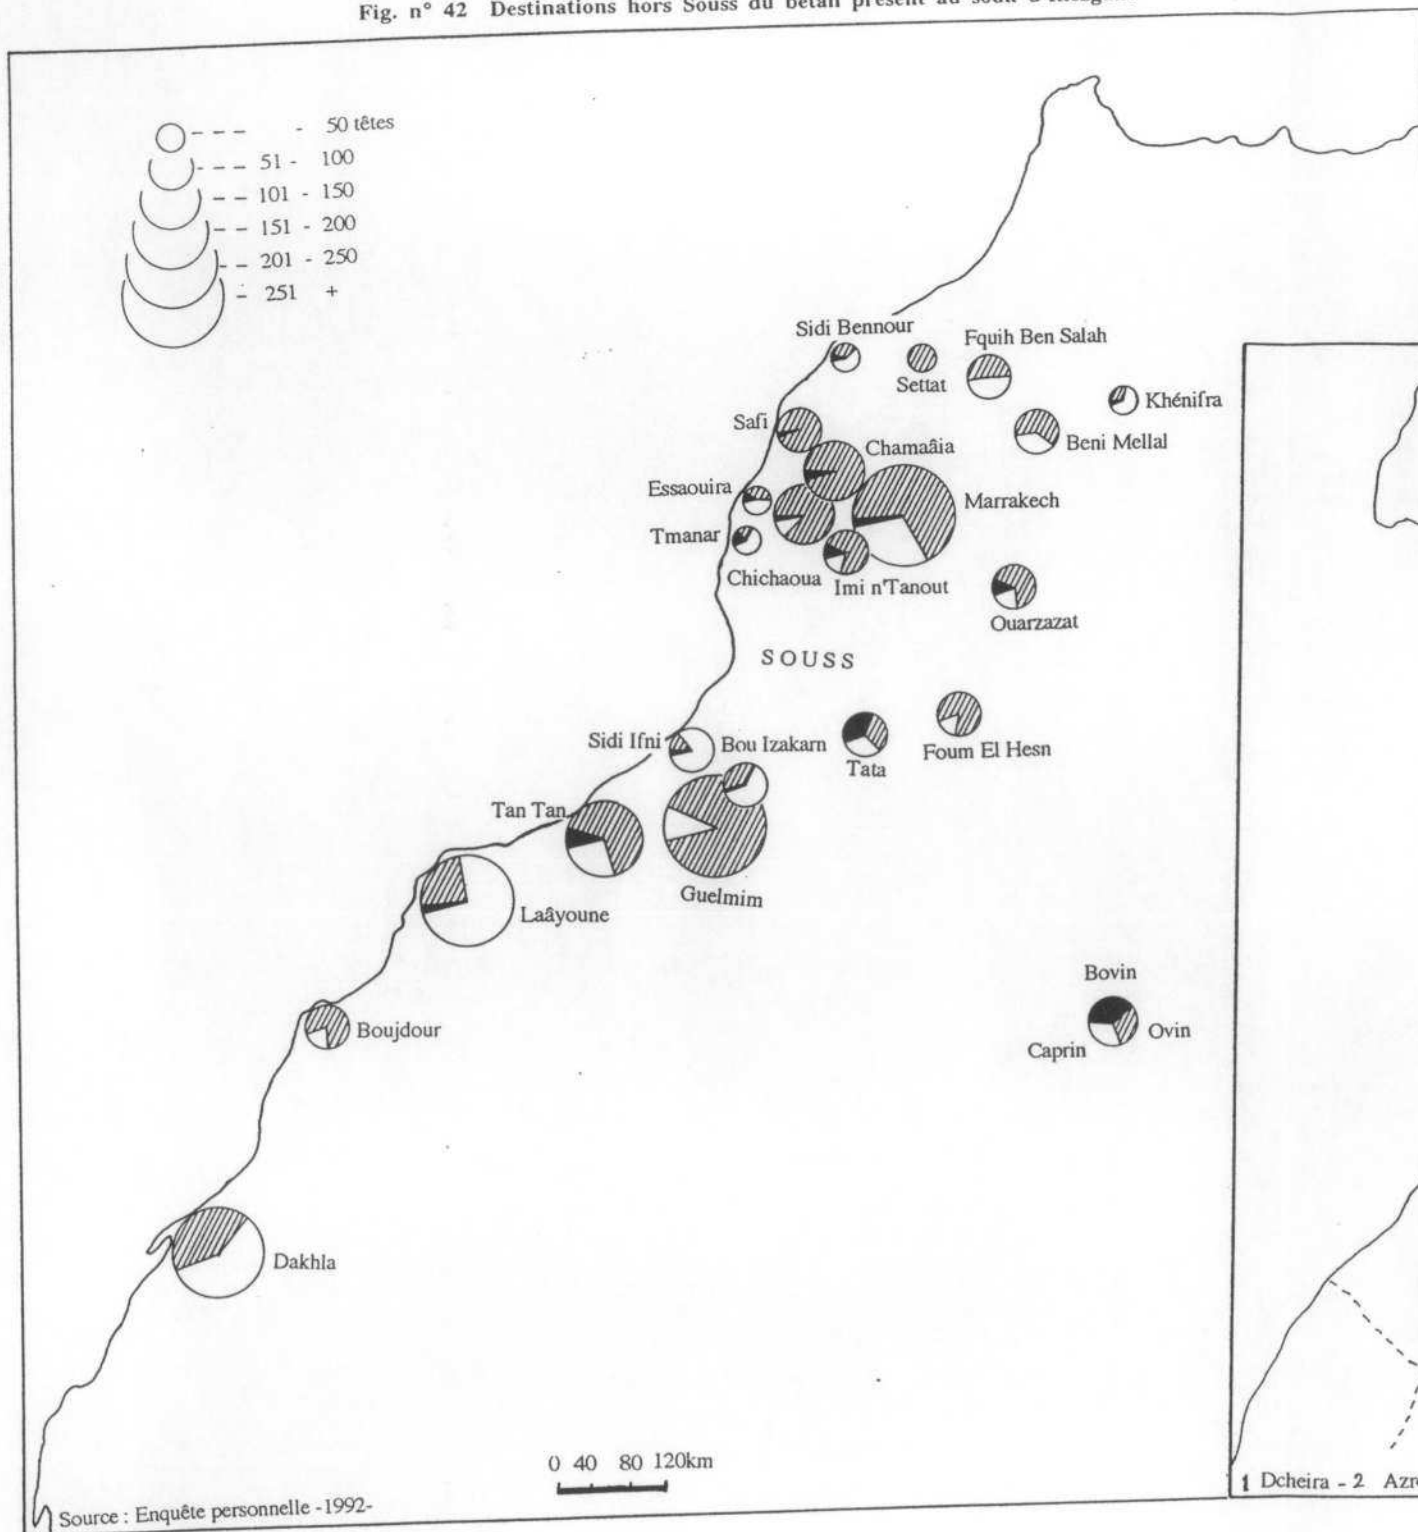 Fig. n° 42 Destinations hors Souss du bétail présent au souk
- 50 têtes
51 - 100
101 - 150
151 - 200
201 - 250
251 +
Sidi Bennour
Fquih Ben Salah
Settat
Khénifra
Safi
Beni Mellal
Chamaâia
Essaouira
Marrakech
Tmanar
Chichaoua
Imi n'Tanout
Ouarzazat
SOUSS
Sidi Ifni
Bou Izakarn
Tata
Foum El Hesn
Tan Tan
Guelmim
Laâyoune
Bovin
Boujdour
Ovin
Caprin
Dakhla
0 40 80 120km
Source : Enquête personnelle -1992-
1 Dcheira - 2